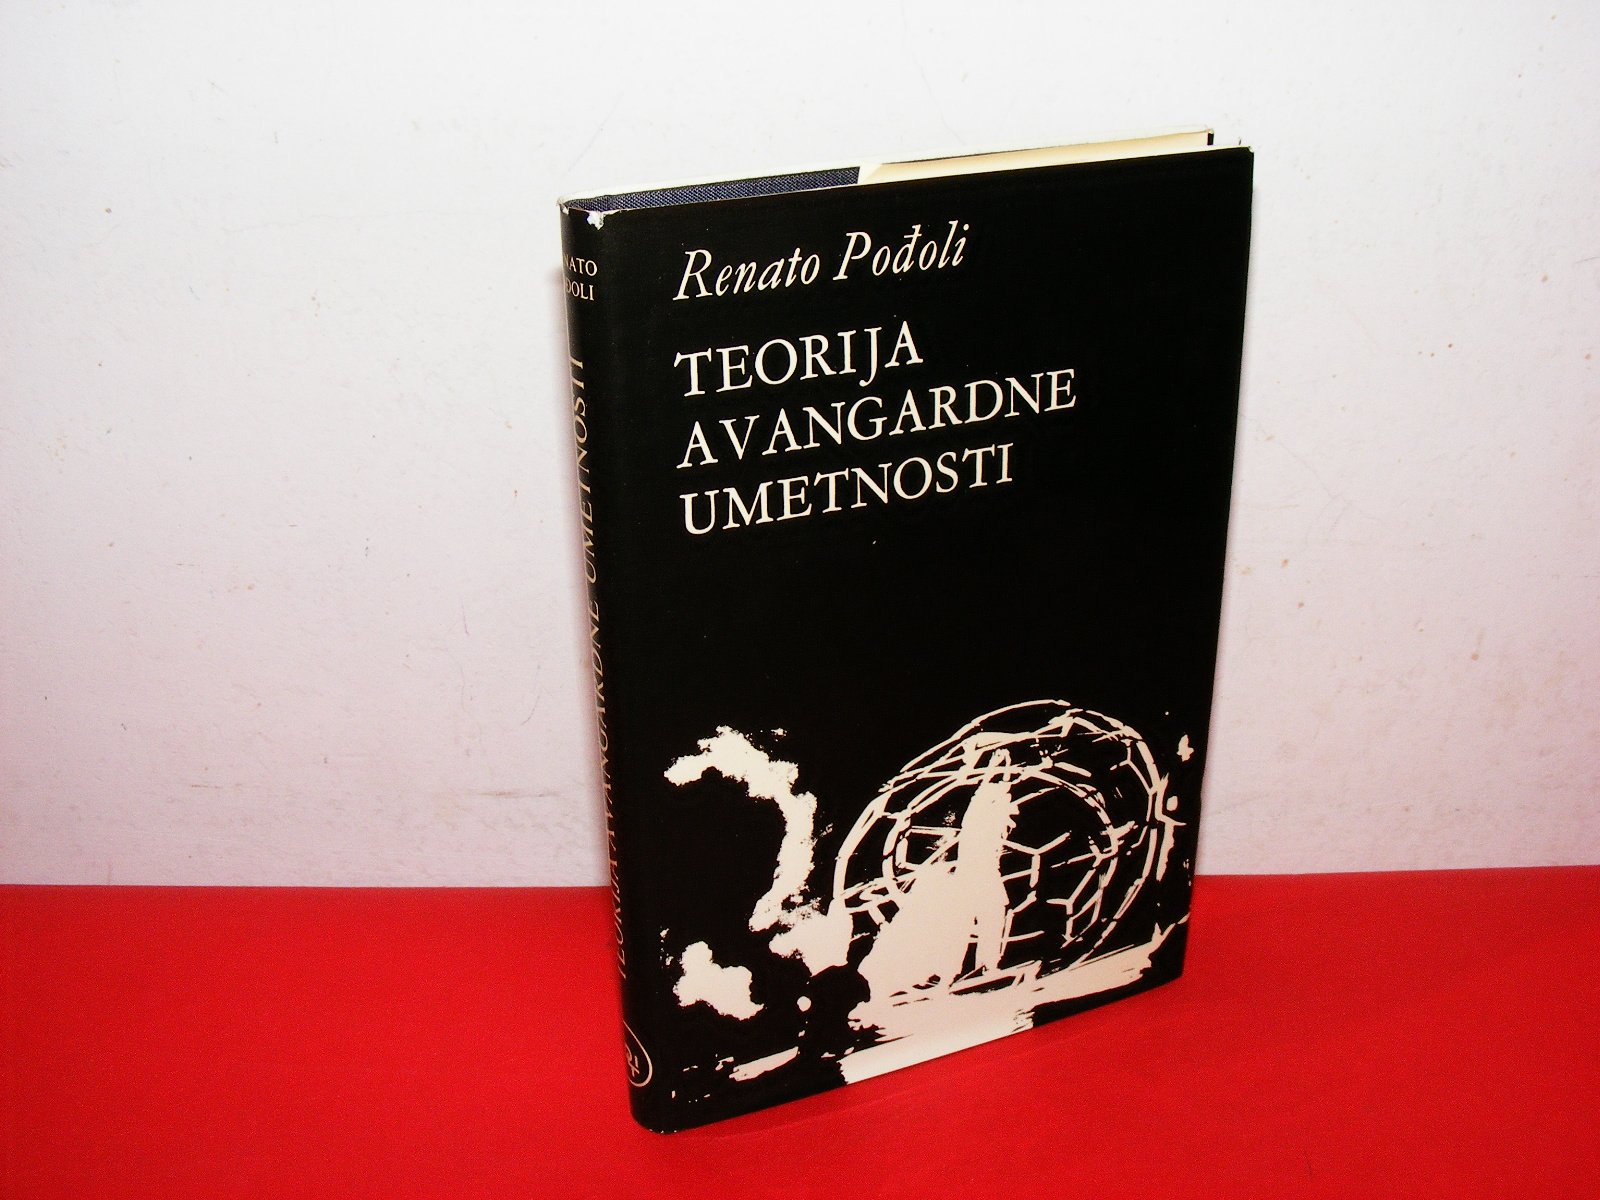 Renato Pođoli
TEORIJA
AVANGARDNE
UMETNOSTI
NATO
ĐOLI
TEORIJA AVANGARDNE UMETNOSTI